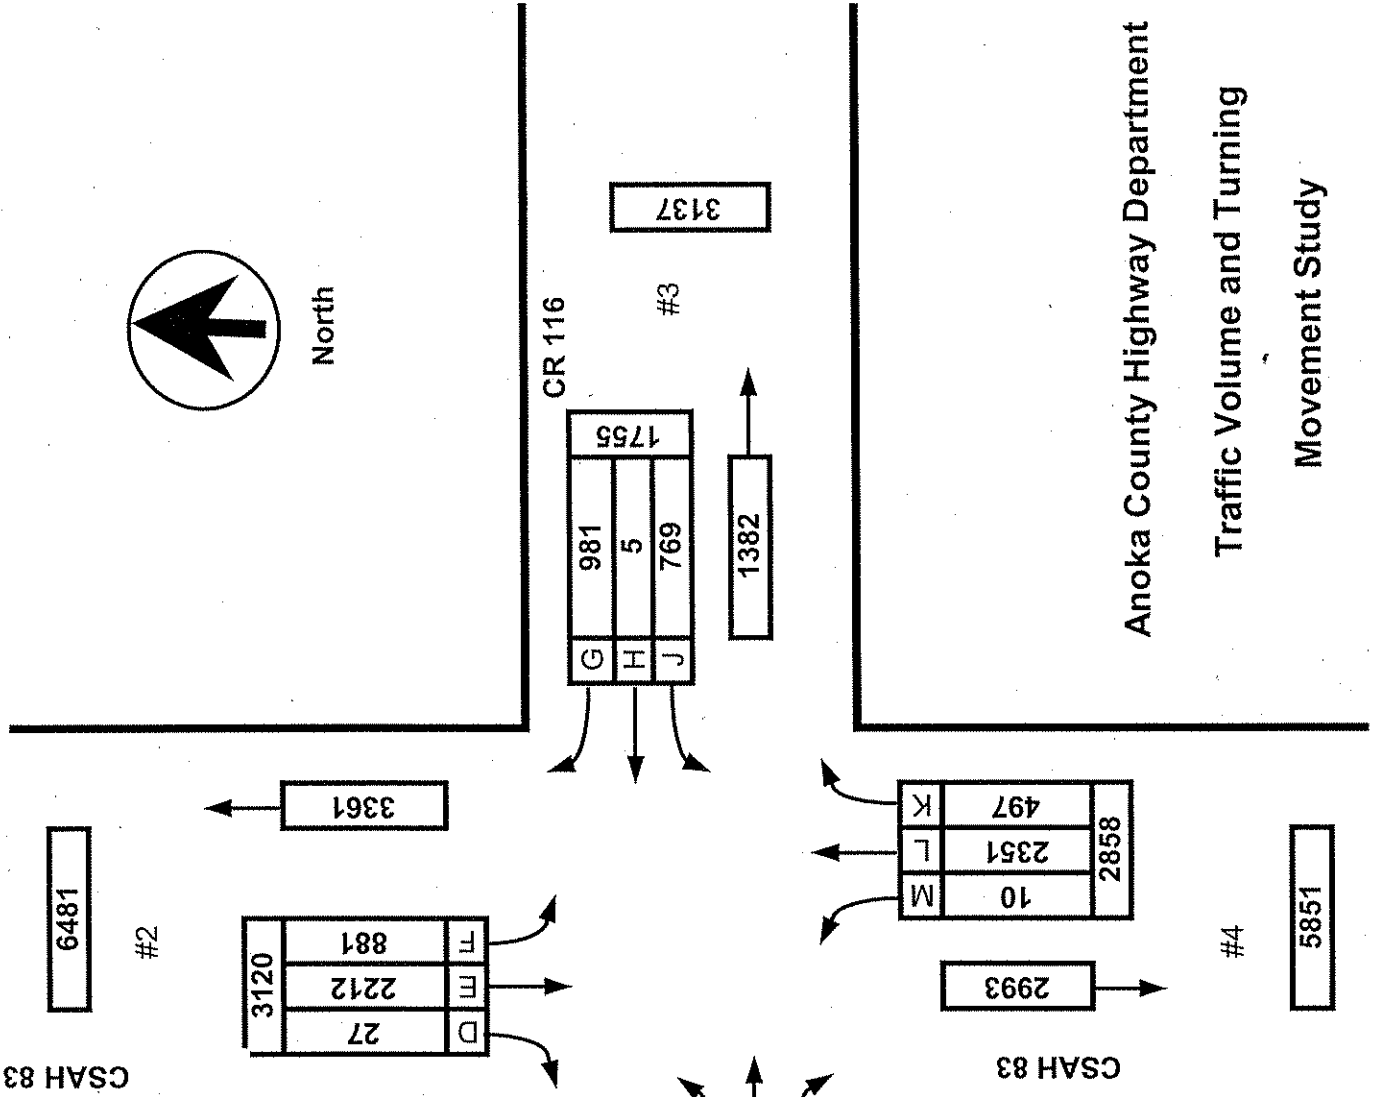 North
CR 116
#3
3137
1755
G 981
H 5
J 769
1382
CSAH 83
6481
#2
3361
3120
D 27
E 2212
F 881
K 497
L 2351
M 10
2858
2993
#4
5851
CSAH 83
Anoka County Highway Department
Traffic Volume and Turning
Movement Study